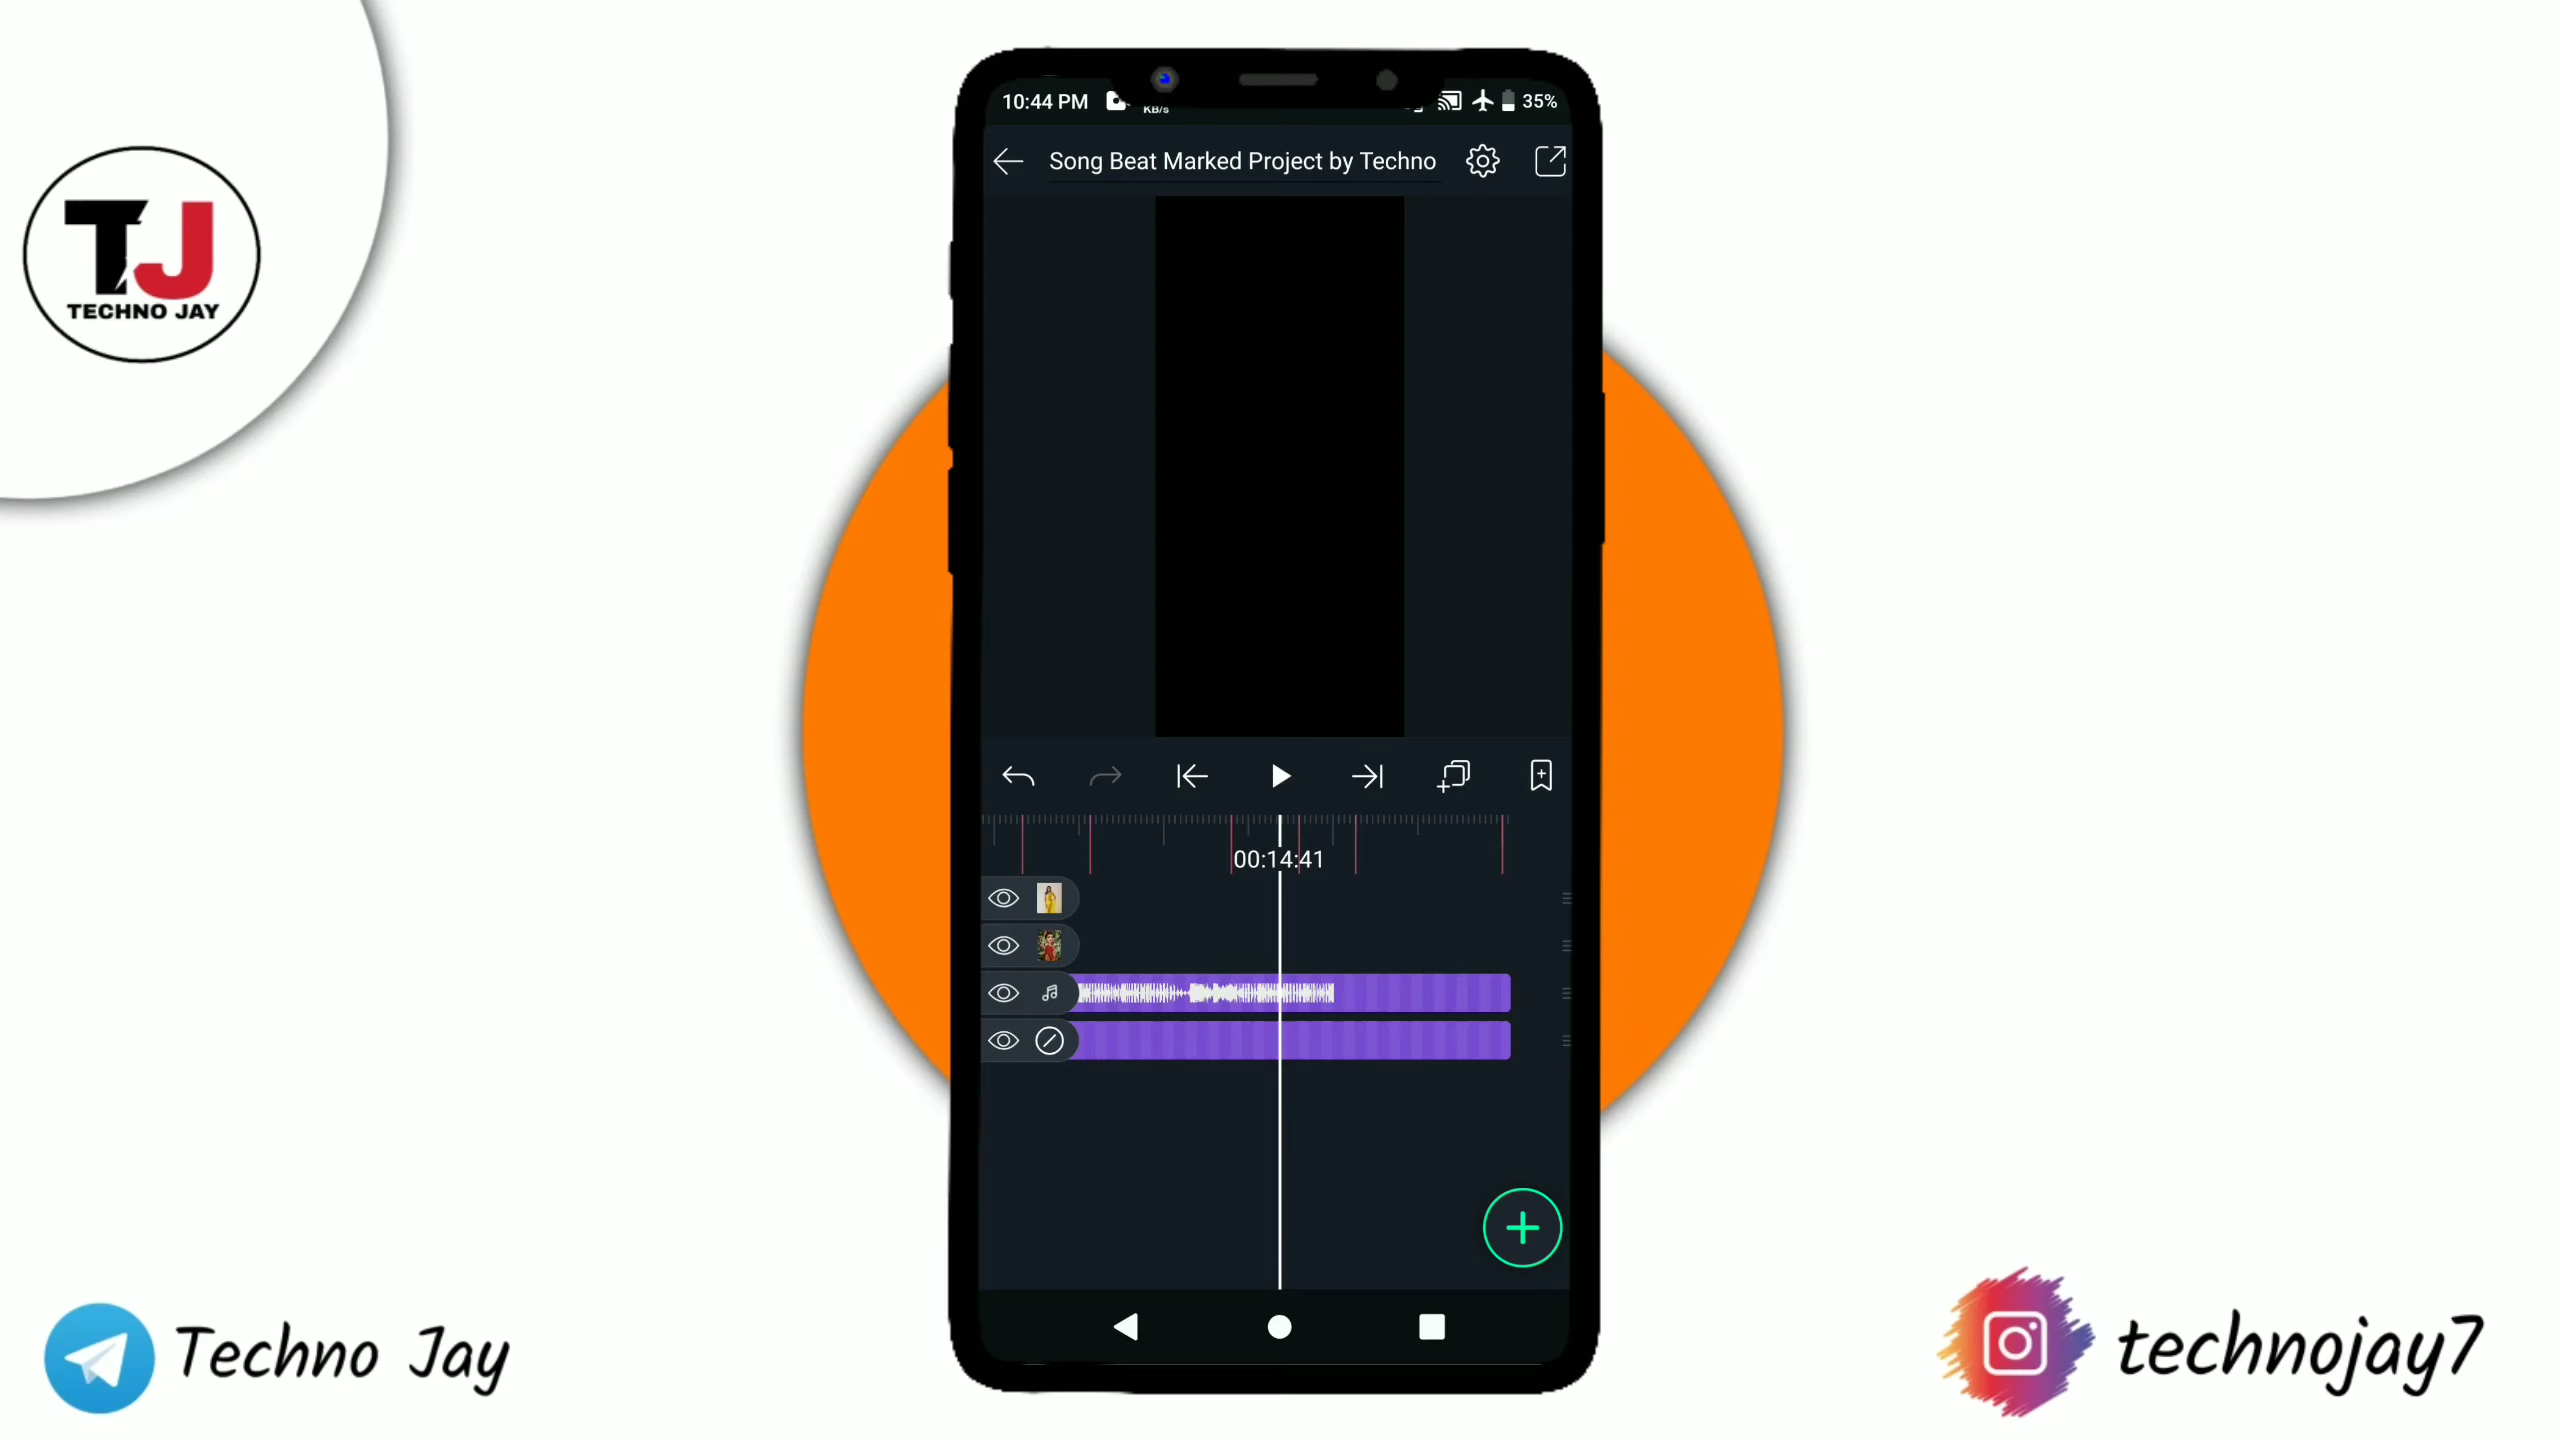 10:44 PM
KB/s
35%
Song Beat Marked Project by Techno
TJ
TECHNO JAY
00:14:41
Techno Jay
technojay7